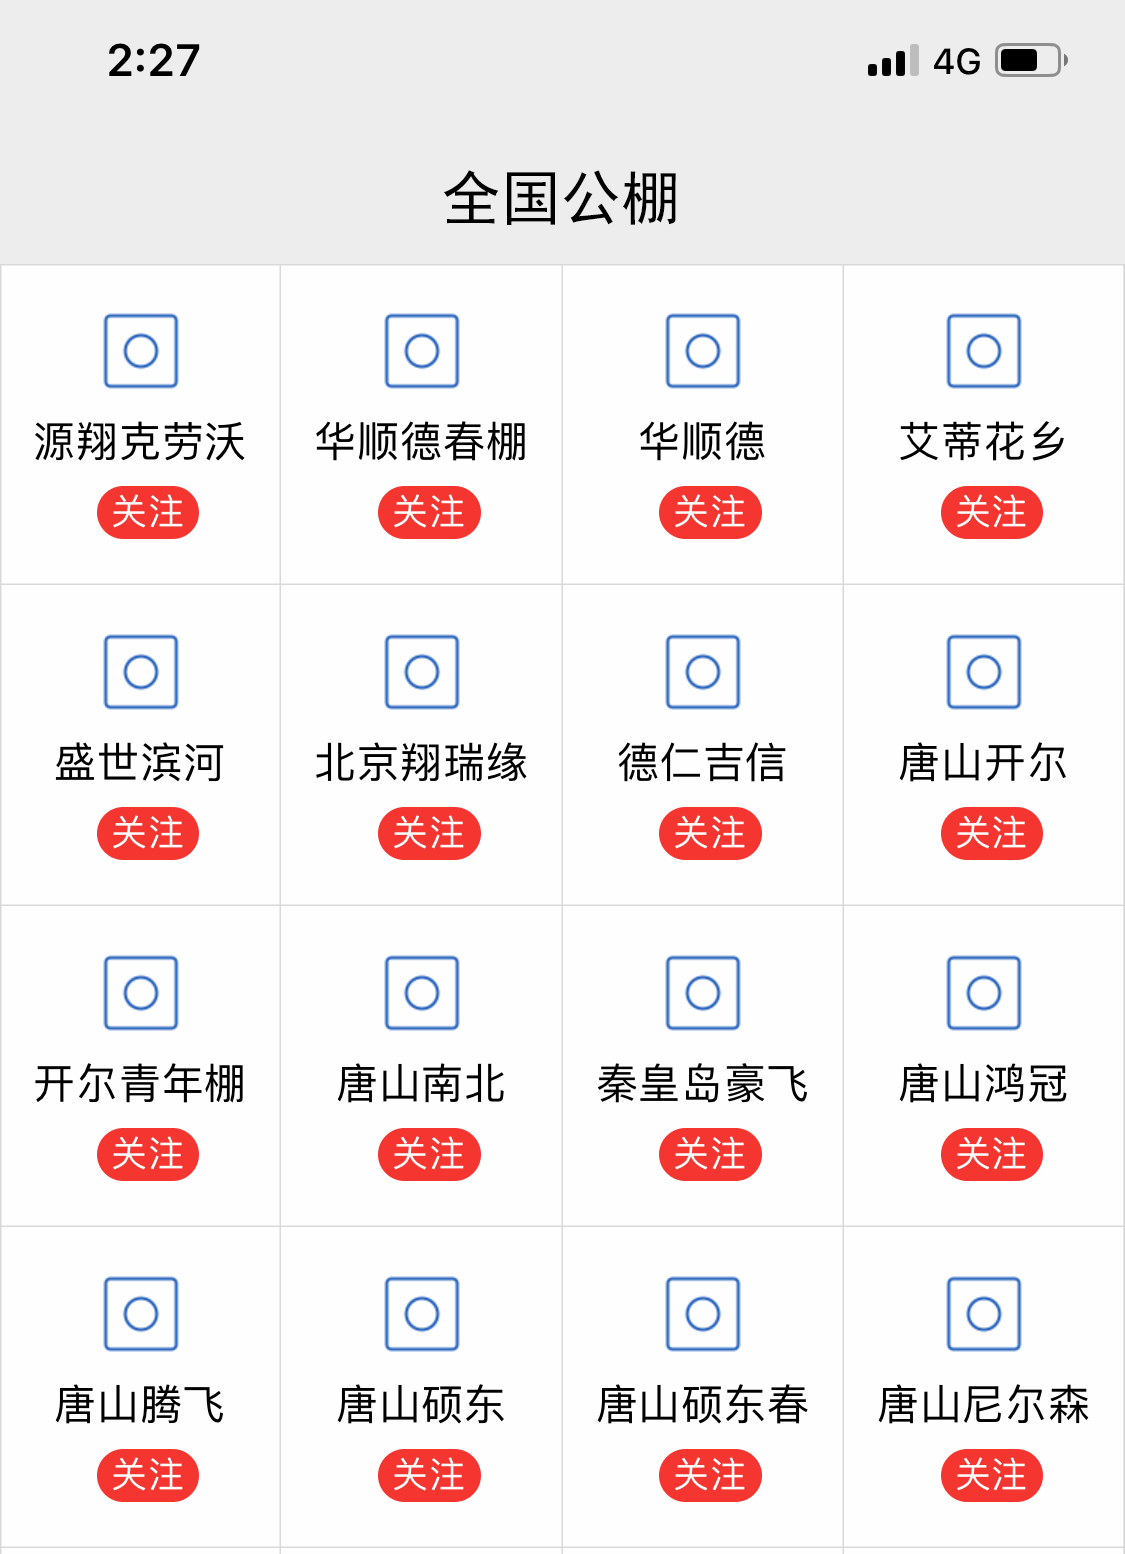 2:27 4G
全国公棚
源翔克劳沃 华顺德春棚 华顺德 艾蒂花乡
关注 关注 关注 关注
盛世滨河 北京翔瑞缘 德仁吉信 唐山开尔
关注 关注 关注 关注
开尔青年棚 唐山南北 秦皇岛豪飞 唐山鸿冠
关注 关注 关注 关注
唐山腾飞 唐山硕东 唐山硕东春 唐山尼尔森
关注 关注 关注 关注